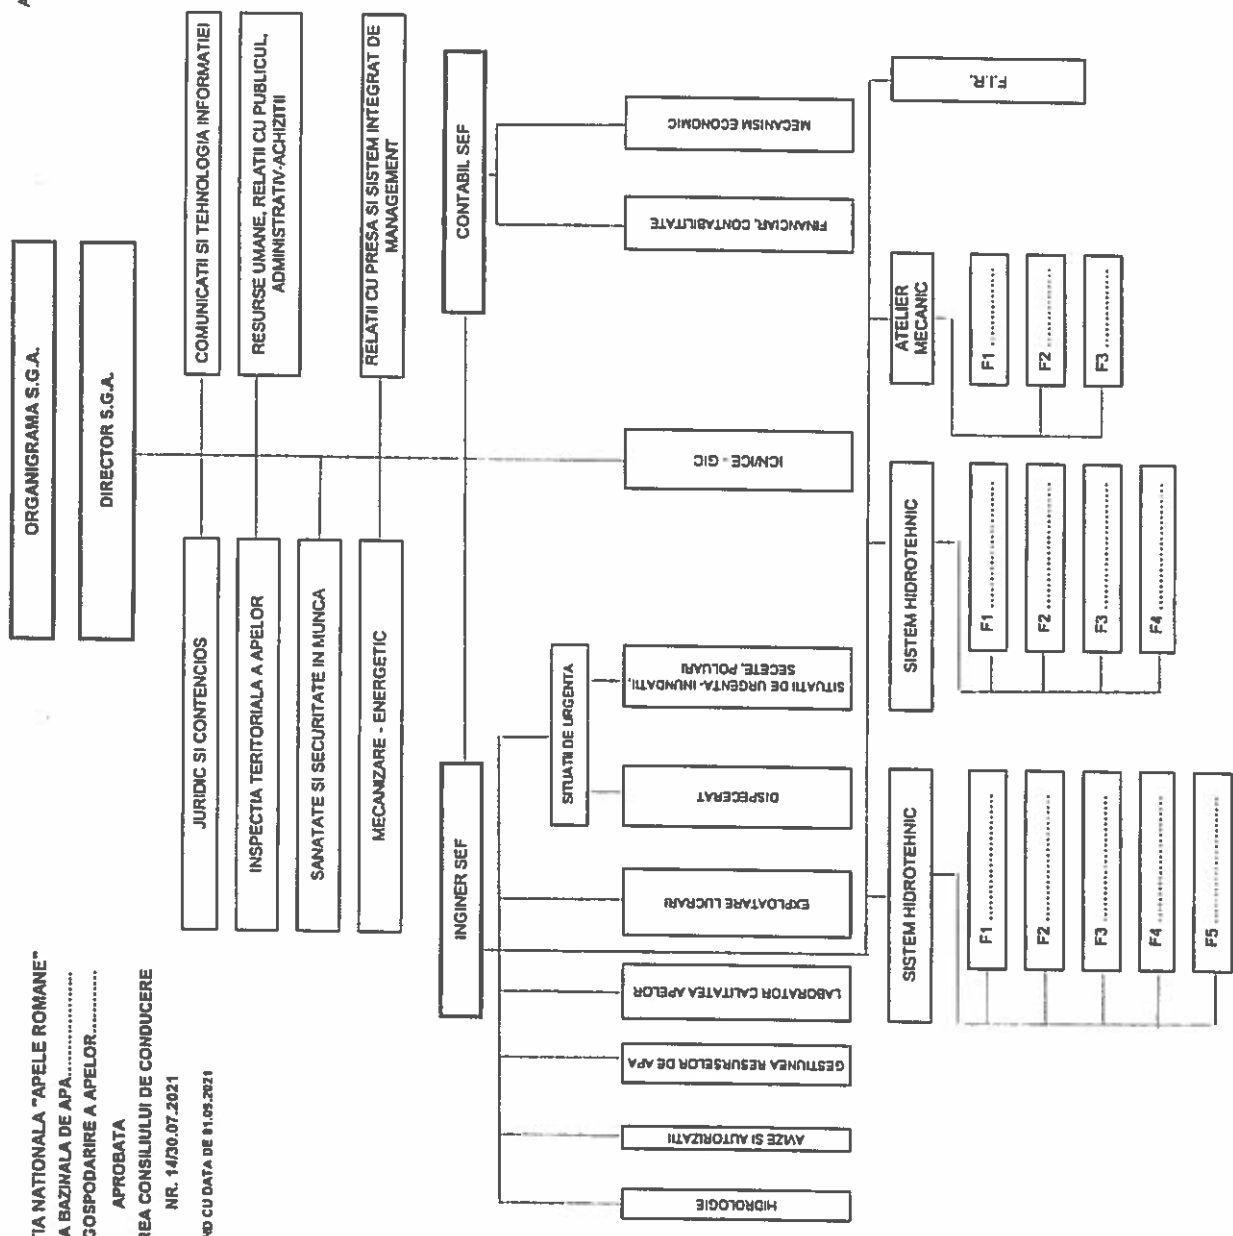 TIA NATIONALA "APELE ROMANE"
A BAZINALA DE APA....................
GOSPODARIRE A APELOR..............
APROBATA
REA CONSILIULUI DE CONDUCERE
NR. 14/30.07.2021
ND CU DATA DE 01.09.2021
A
ORGANIGRAMA S.G.A.
DIRECTOR S.G.A.
JURIDIC SI CONTENCIOS
INSPECTIA TERITORIALA A APELOR
SANATATE SI SECURITATE IN MUNCA
MECANIZARE - ENERGETIC
COMUNICATII SI TEHNOLOGIA INFORMATIEI
RESURSE UMANE, RELATII CU PUBLICUL,
ADMINISTRATIV-ACHIZITII
RELATII CU PRESA SI SISTEM INTEGRAT DE
MANAGEMENT
INGINER SEF
CONTABIL SEF
SITUATII DE URGENTA
HIDROLOGIE
AVIZE SI AUTORIZATII
GESTIUNEA RESURSELOR DE APA
LABORATOR CALITATEA APELOR
EXPLOATARE LUCRARI
DISPECERAT
SITUATII DE URGENTA- INUNDATII,
SECETE, POLUARI
ICNVICE - GIC
FINANCIAR, CONTABILITATE
MECANISM ECONOMIC
SISTEM HIDROTEHNIC
F1 ........................
F2 ........................
F3 ........................
F4 ........................
F5 ........................
SISTEM HIDROTEHNIC
F1 ........................
F2 ........................
F3 ........................
F4 ........................
ATELIER
MECANIC
F1 ..............
F2 ..............
F3 ..............
F.I.R.